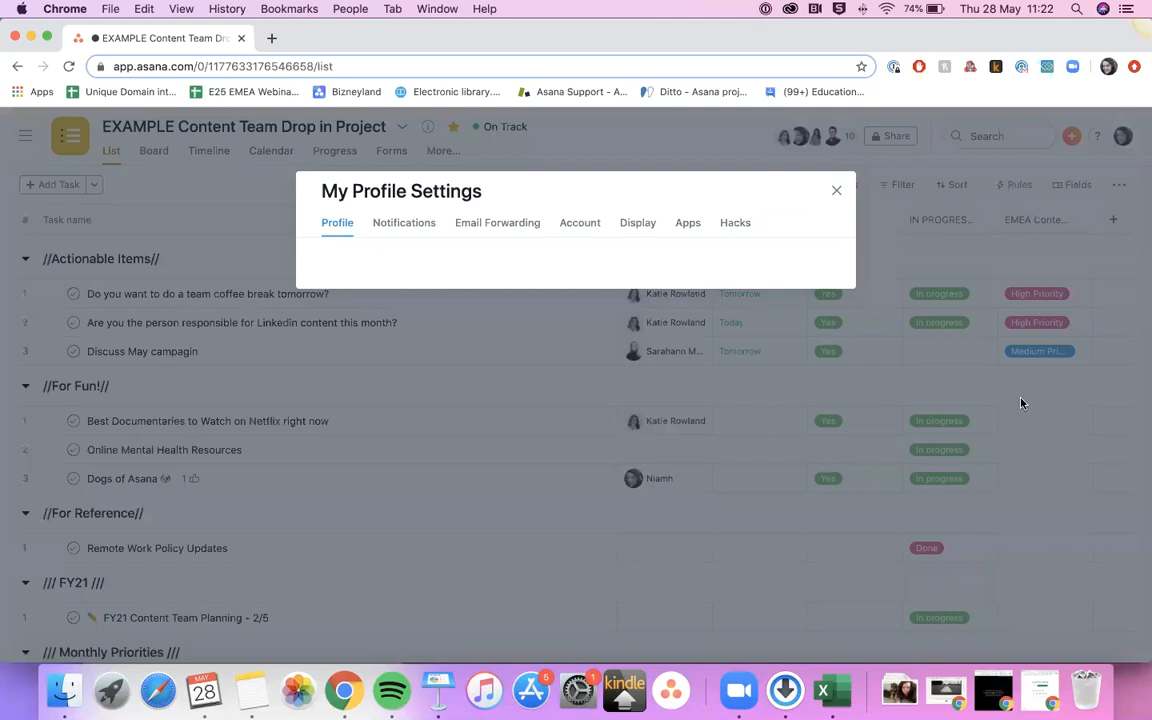 Chrome File Edit View History Bookmarks People Tab Window Help 74% Thu 28 May 11:22
EXAMPLE Content Team Dr
app.asana.com/0/1177633176546658/list
Apps Unique Domain int... E25 EMEA Webina... Bizneyland Electronic library.... Asana Support - A... Ditto - Asana proj... (99+) Education...
EXAMPLE Content Team Drop in Project On Track 10 Share Search ?
List Board Timeline Calendar Progress Forms More...
+ Add Task Filter Sort Rules Fields
My Profile Settings
Profile Notifications Email Forwarding Account Display Apps Hacks
# Task name IN PROGRES... EMEA Conte... +
//Actionable Items//
1 Do you want to do a team coffee break tomorrow? Katie Rowland Tomorrow Yes In progress High Priority
2 Are you the person responsible for Linkedin content this month? Katie Rowland Today Yes In progress High Priority
3 Discuss May campagin Sarahann M... Tomorrow Yes Medium Pri...
//For Fun!//
1 Best Documentaries to Watch on Netflix right now Katie Rowland Yes In progress
2 Online Mental Health Resources In progress
3 Dogs of Asana 1 Niamh Yes In progress
//For Reference//
1 Remote Work Policy Updates Done
/// FY21 ///
1 FY21 Content Team Planning - 2/5 In progress
/// Monthly Priorities ///
MAY
28
5
1
kindle